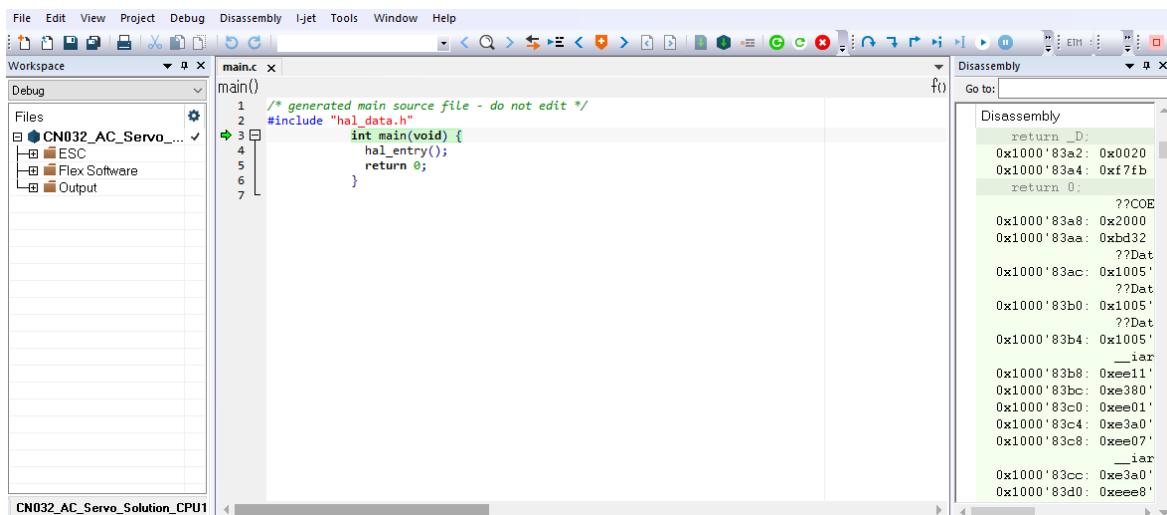 File Edit View Project Debug Disassembly I-jet Tools Window Help
ETM
Workspace
Debug
Files
CN032_AC_Servo_...
ESC
Flex Software
Output
CN032_AC_Servo_Solution_CPU1
main.c
main()
f()
1 /* generated main source file - do not edit */
2 #include "hal_data.h"
3 int main(void) {
4 hal_entry();
5 return 0;
6 }
7
Disassembly
Go to:
Disassembly
return _D;
0x1000'83a2: 0x0020
0x1000'83a4: 0xf7fb
return 0;
??COE
0x1000'83a8: 0x2000
0x1000'83aa: 0xbd32
??Dat
0x1000'83ac: 0x1005'
??Dat
0x1000'83b0: 0x1005'
??Dat
0x1000'83b4: 0x1005'
__iar
0x1000'83b8: 0xee11'
0x1000'83bc: 0xe380'
0x1000'83c0: 0xee01'
0x1000'83c4: 0xe3a0'
0x1000'83c8: 0xee07'
__iar
0x1000'83cc: 0xe3a0'
0x1000'83d0: 0xeee8'